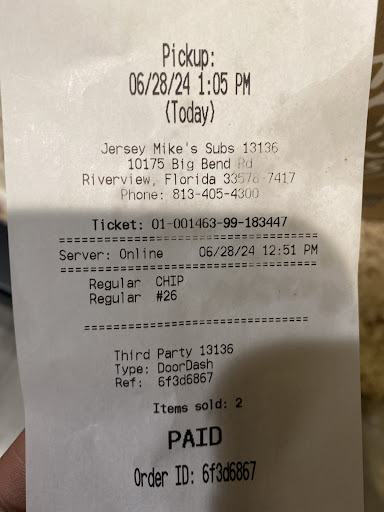 Pickup:
06/28/24 1:05 PM
(Today)
Jersey Mike's Subs 13136
10175 Big Bend Rd
Riverview, Florida 33578-7417
Phone: 813-405-4300
Ticket: 01-001463-99-183447
==================================
Server: Online 06/28/24 12:51 PM
==================================
Regular CHIP
Regular #26
==================================
Third Party 13136
Type: DoorDash
Ref: 6f3d6867
Items sold: 2
PAID
Order ID: 6f3d6867